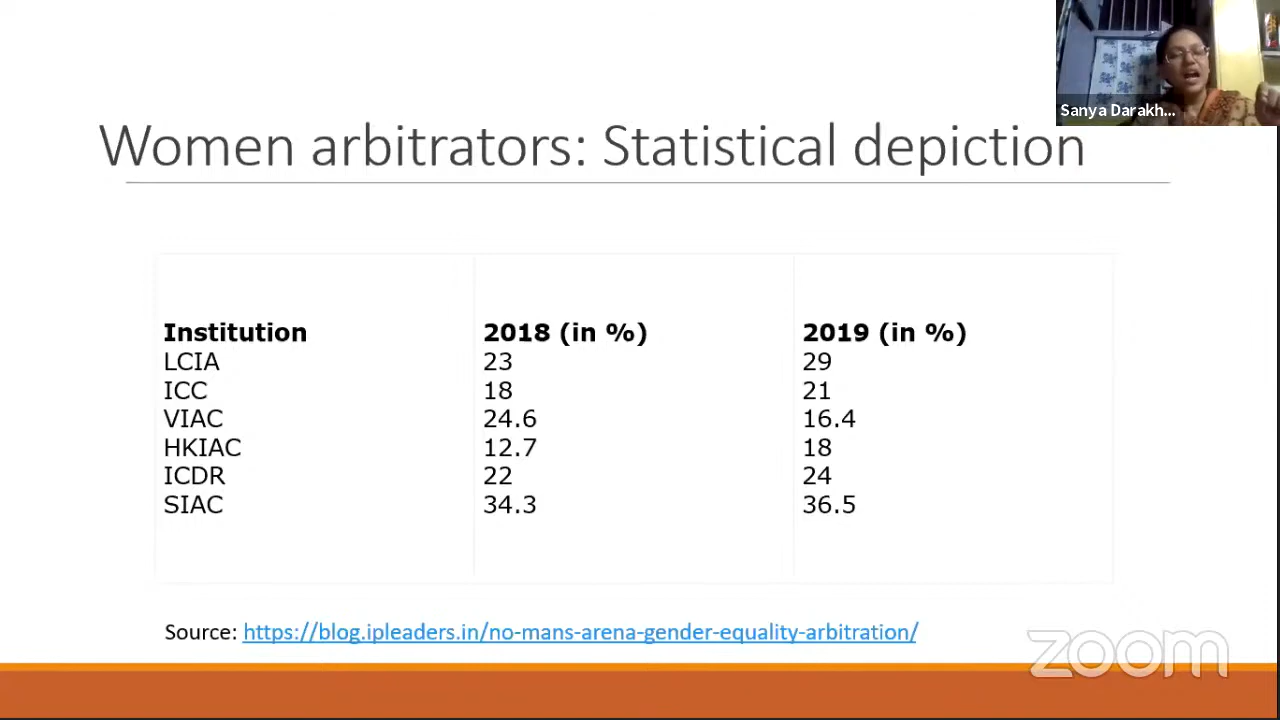 Sanya Darakh...
Women arbitrators: Statistical depiction
Institution 2018 (in %) 2019 (in %)
LCIA 23 29
ICC 18 21
VIAC 24.6 16.4
HKIAC 12.7 18
ICDR 22 24
SIAC 34.3 36.5
Source: https://blog.ipleaders.in/no-mans-arena-gender-equality-arbitration/
zoom